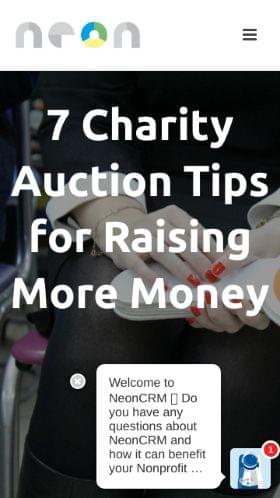 neon
7 Charity
Auction Tips
for Raising
More Money
Welcome to
NeonCRM ▯ Do
you have any
questions about
NeonCRM and
how it can benefit
your Nonprofit ...
1